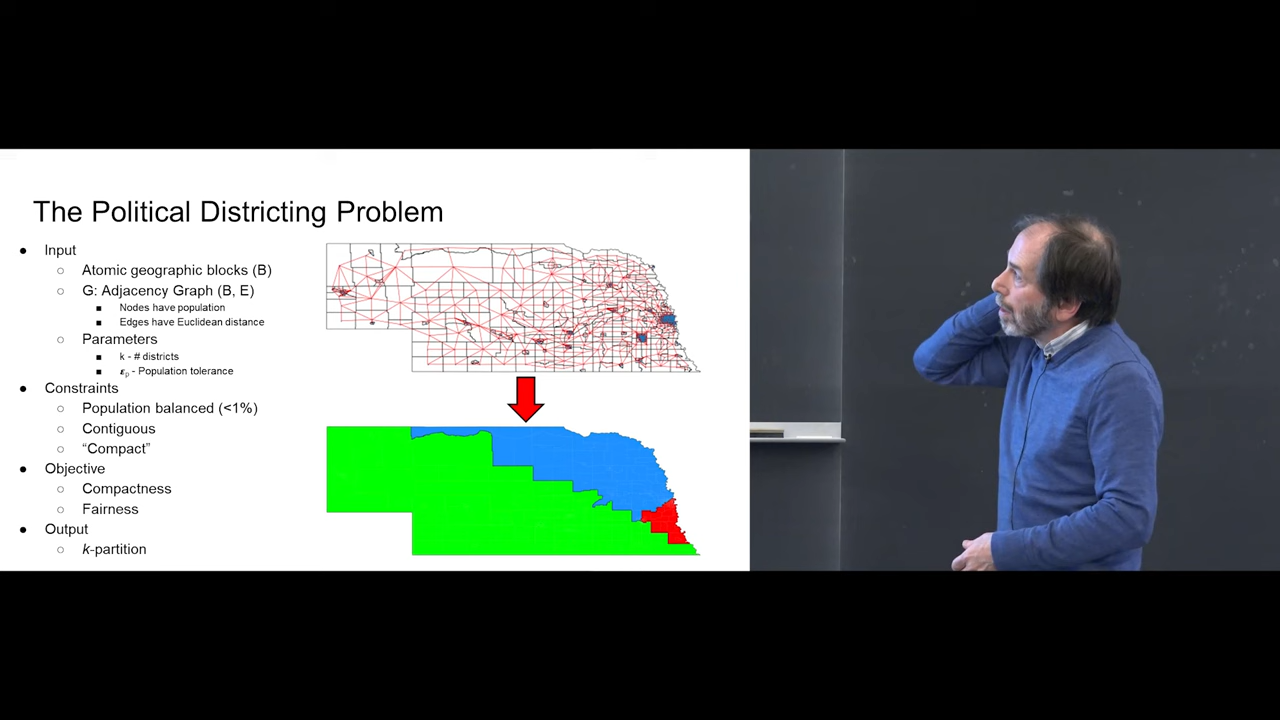 The Political Districting Problem
● Input
○ Atomic geographic blocks (B)
○ G: Adjacency Graph (B, E)
■ Nodes have population
■ Edges have Euclidean distance
○ Parameters
■ k - # districts
■ εp - Population tolerance
● Constraints
○ Population balanced (<1%)
○ Contiguous
○ “Compact”
● Objective
○ Compactness
○ Fairness
● Output
○ k-partition